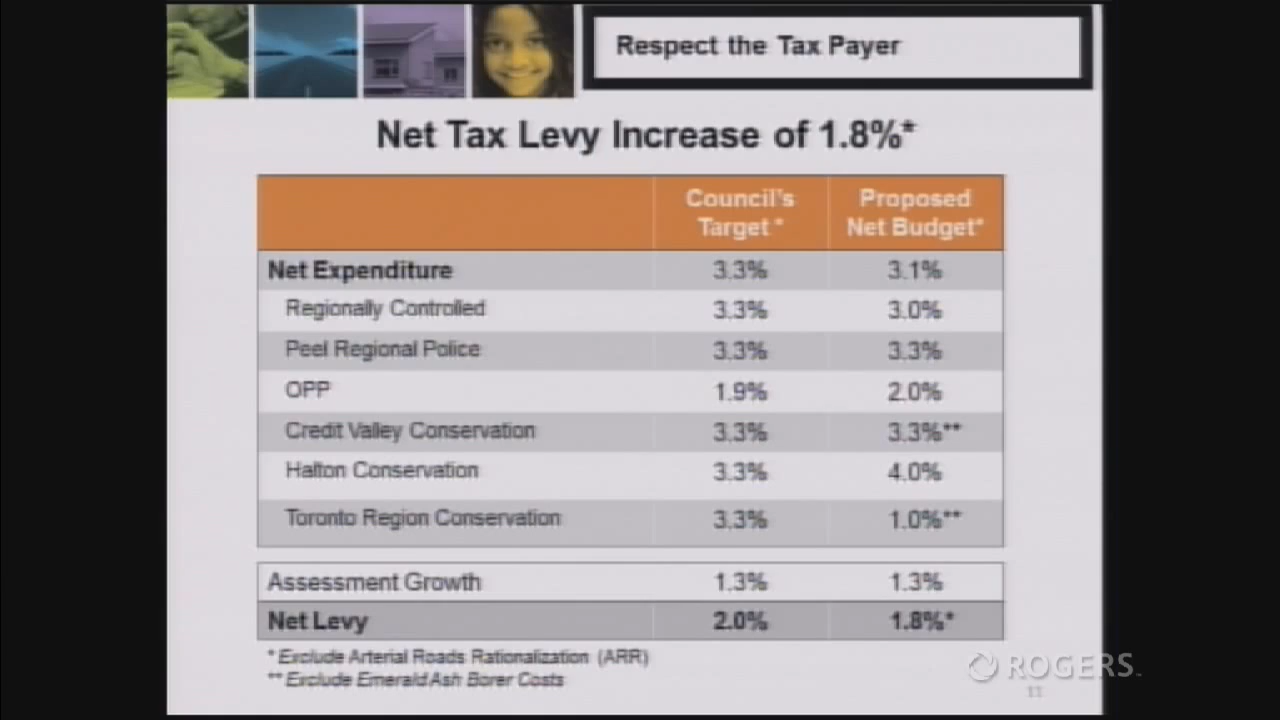 Respect the Tax Payer
Net Tax Levy Increase of 1.8%*
Council's Target * Proposed Net Budget*
Net Expenditure 3.3% 3.1%
Regionally Controlled 3.3% 3.0%
Peel Regional Police 3.3% 3.3%
OPP 1.9% 2.0%
Credit Valley Conservation 3.3% 3.3%**
Halton Conservation 3.3% 4.0%
Toronto Region Conservation 3.3% 1.0%**
Assessment Growth 1.3% 1.3%
Net Levy 2.0% 1.8%*
* Exclude Arterial Roads Rationalization (ARR)
** Exclude Emerald Ash Borer Costs
ROGERS™
11